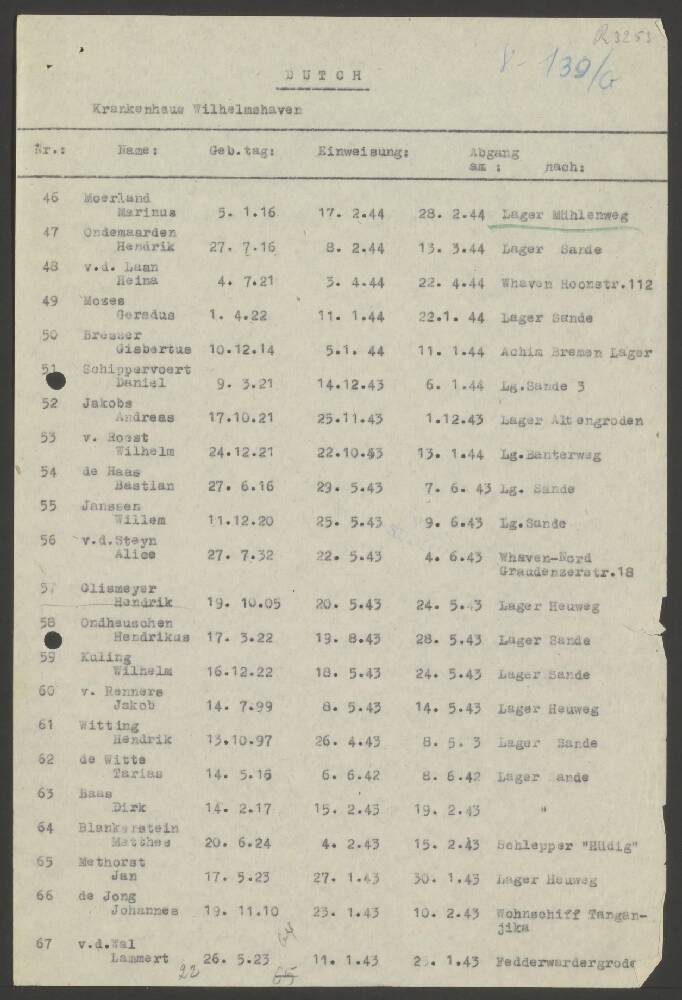 R3253
V- 139/G
DUTCH
Krankenhaus Wilhelmshaven
Nr.: Name: Geb.tag: Einweisung: Abgang
am : nach:
46 Moerland
Marinus 5. 1.16 17. 2.44 28. 2.44 Lager Mühlenweg
47 Ondemaarden
Hendrik 27. 7.16 8. 2.44 13. 3.44 Lager Sande
48 v.d. Laan
Heina 4. 7.21 3. 4.44 22. 4.44 Whaven Roonstr.112
49 Moses
Geradus 1. 4.22 11. 1.44 22.1. 44 Lager Sande
50 Bresser
Gisbertus 10.12.14 5.1. 44 11. 1.44 Achim Bremen Lager
51 Schippervoert
Daniel 9. 3.21 14.12.43 6. 1.44 Lg.Sande 3
52 Jakobs
Andreas 17.10.21 25.11.43 1.12.43 Lager Altengroden
53 v. Roest
Wilhelm 24.12.21 22.10.43 13. 1.44 Lg.Banterweg
54 de Haas
Bastian 27. 6.16 29. 5.43 7. 6. 43 Lg. Sande
55 Janssen
Willem 11.12.20 25. 5.43 9. 6.43 Lg.Sande
56 v.d.Steyn
Alice 27. 7.32 22. 5.43 4. 6.43 Whaven-Nord
Graudenzerstr.18
57 Glismeyer
Hendrik 19. 10.05 20. 5.43 24. 5.43 Lager Heuweg
58 Ondheuschen
Hendrikus 17. 3.22 19. 8.43 28. 5.43 Lager Sande
59 Kuling
Wilhelm 16.12.22 18. 5.43 24. 5.43 Lager Sande
60 v. Renners
Jakob 14. 7.99 8. 5.43 14. 5.43 Lager Heuweg
61 Witting
Hendrik 13.10.97 26. 4.43 8. 5. 3 Lager Sande
62 de Witte
Tarias 14. 5.16 6. 6.42 8. 6.42 Lager ande
63 Baas
Dirk 14. 2.17 15. 2.43 19. 2.43 "
64 Blankerstein
Matthes 20. 6.24 4. 2.43 15. 2.43 Schlepper "Rüdig"
65 Methorst
Jan 17. 5.23 27. 1.43 30. 1.43 Lager Heuweg
66 de Jong
Johannes 19. 11.10 23. 1.43 10. 2.43 Wohnschiff Tangan-
jika
67 v.d.Wal
Lammert 26. 5.23 11. 1.43 1.43 Fedderwardergrode
22 65